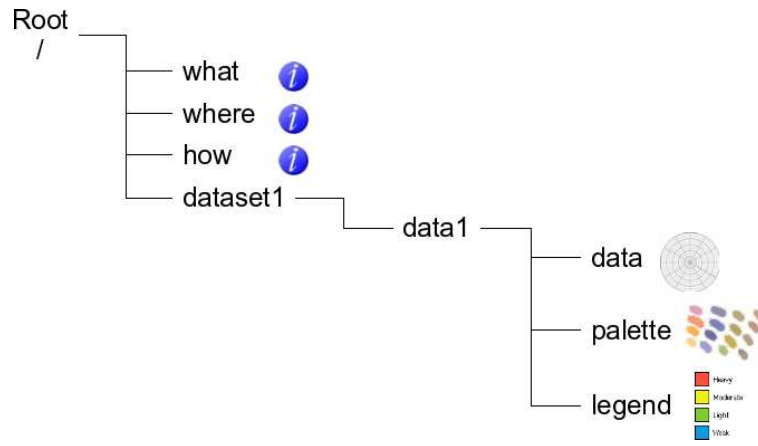 Root
/
what i
where i
how i
dataset1
data1
data
palette
legend
Heavy
Moderate
Light
Weak